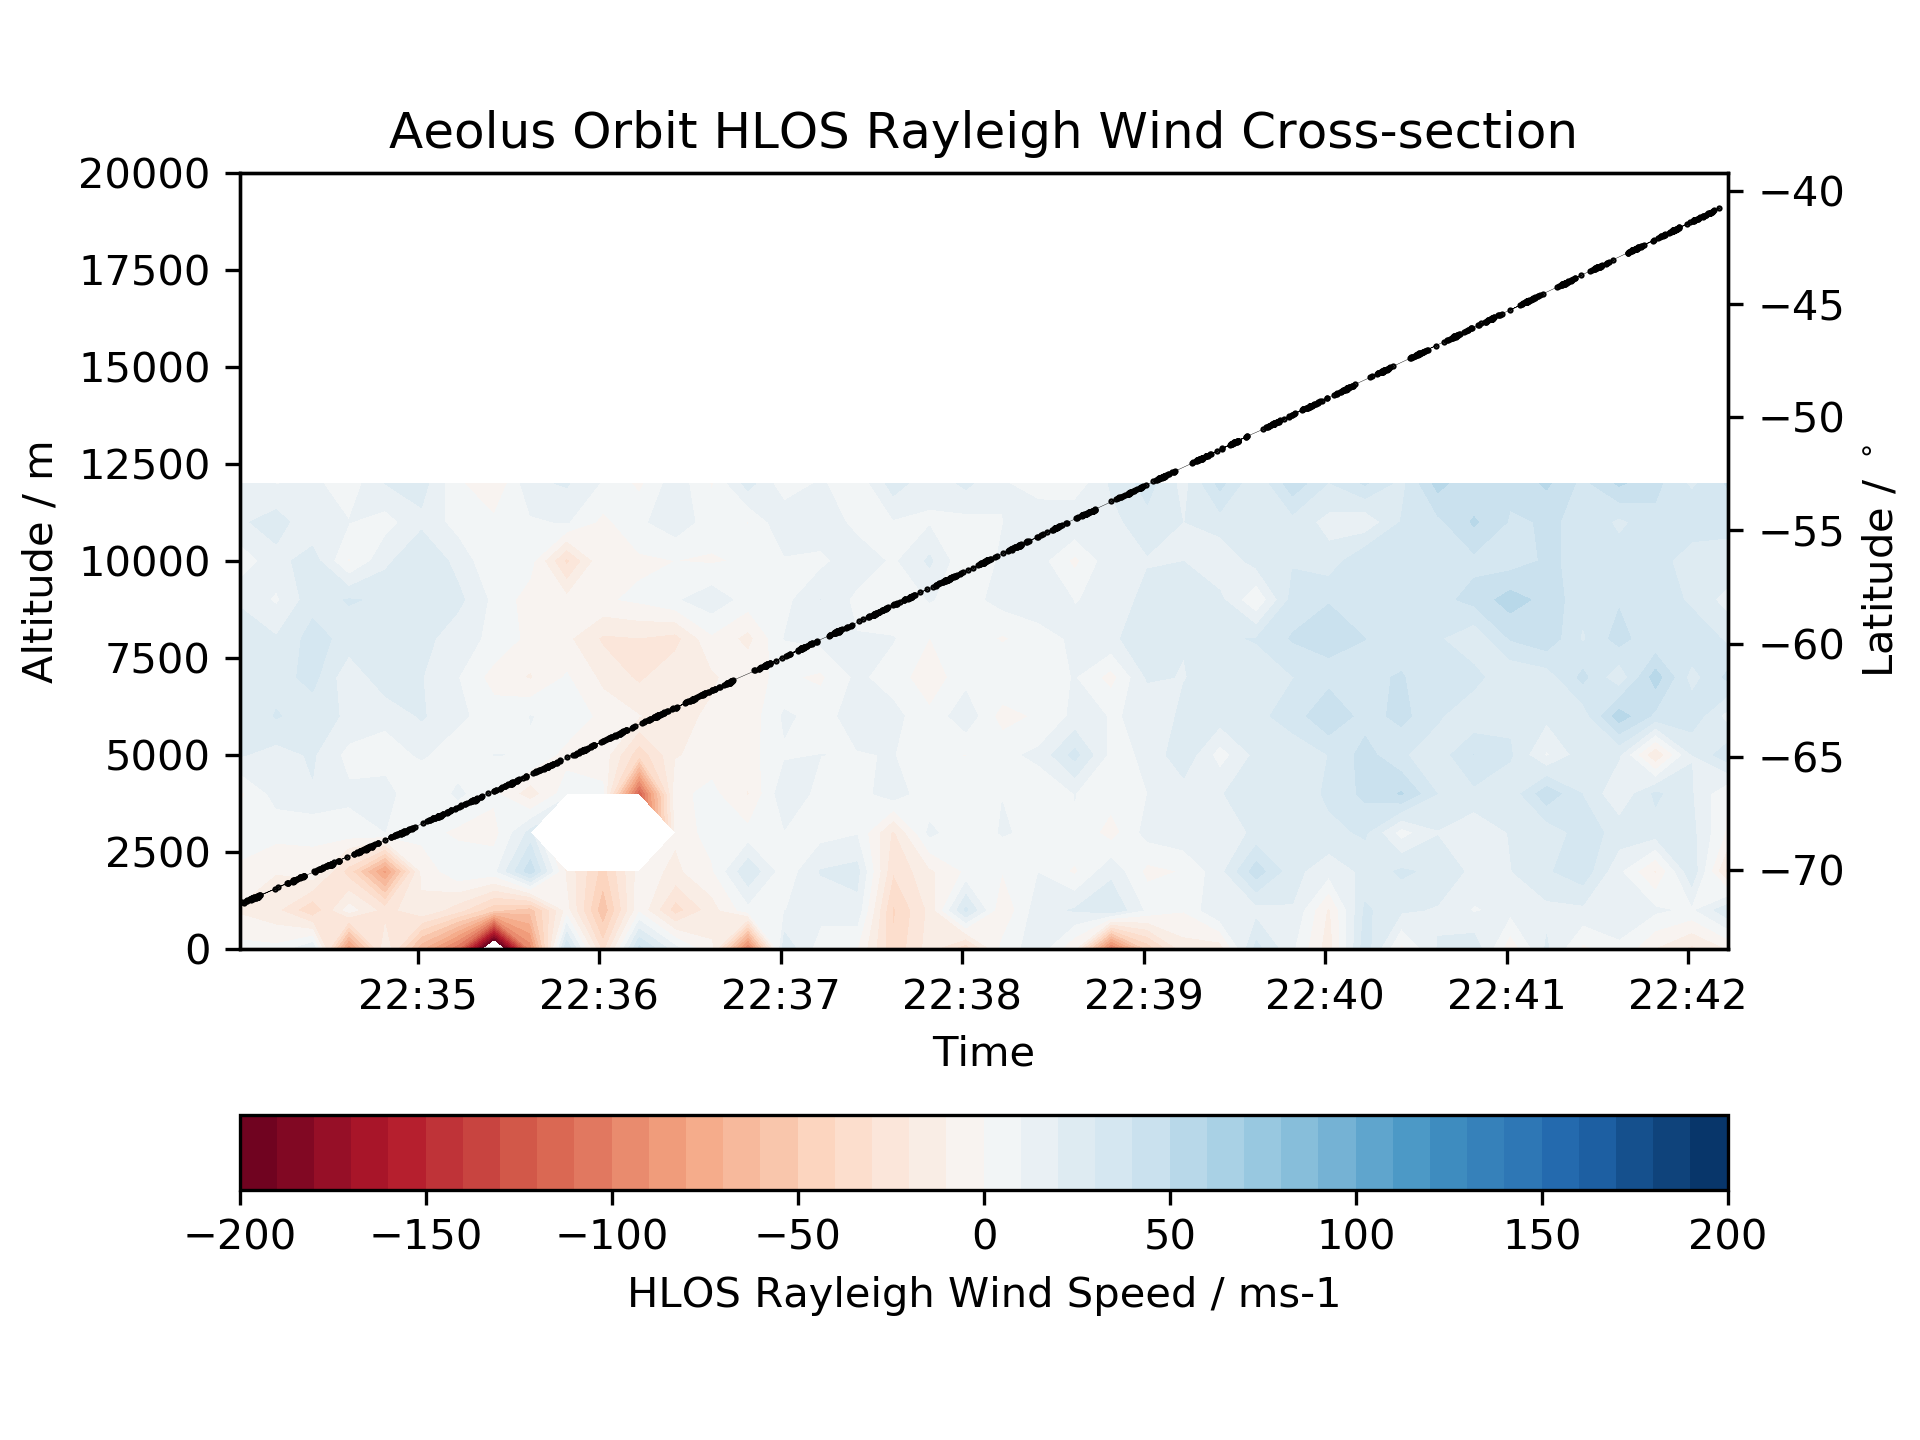 Aeolus Orbit HLOS Rayleigh Wind Cross-section
20000
17500
15000
12500
10000
7500
5000
2500
0
Altitude / m
−40
−45
−50
−55
−60
−65
−70
Latitude / °
22:35 22:36 22:37 22:38 22:39 22:40 22:41 22:42
Time
−200 −150 −100 −50 0 50 100 150 200
HLOS Rayleigh Wind Speed / ms-1